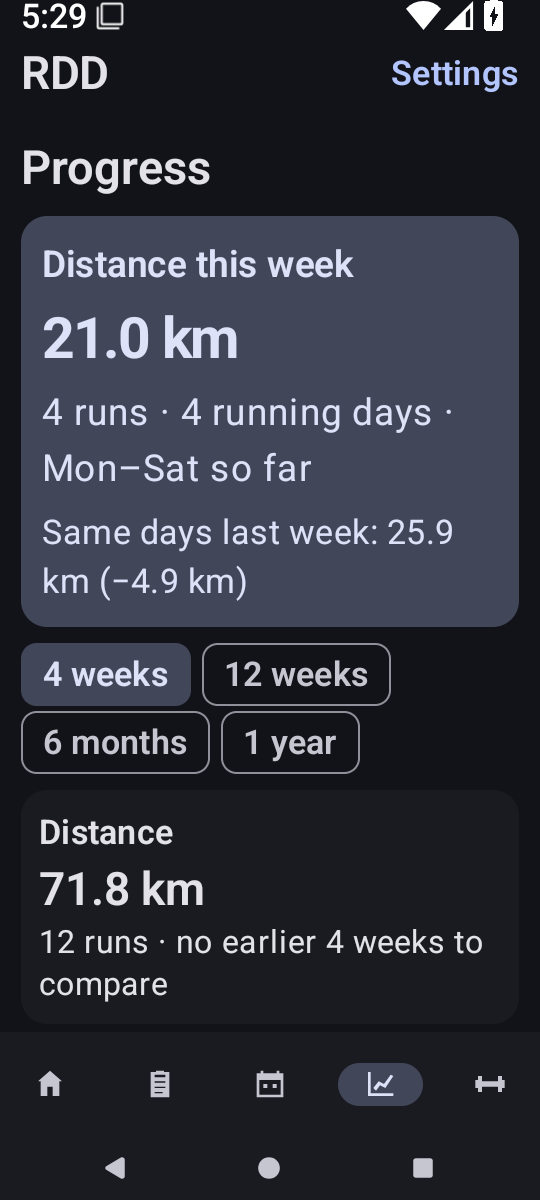 5:29
RDD
Settings
Progress
Distance this week
21.0 km
4 runs · 4 running days ·
Mon–Sat so far
Same days last week: 25.9
km (−4.9 km)
4 weeks
12 weeks
6 months
1 year
Distance
71.8 km
12 runs · no earlier 4 weeks to
compare